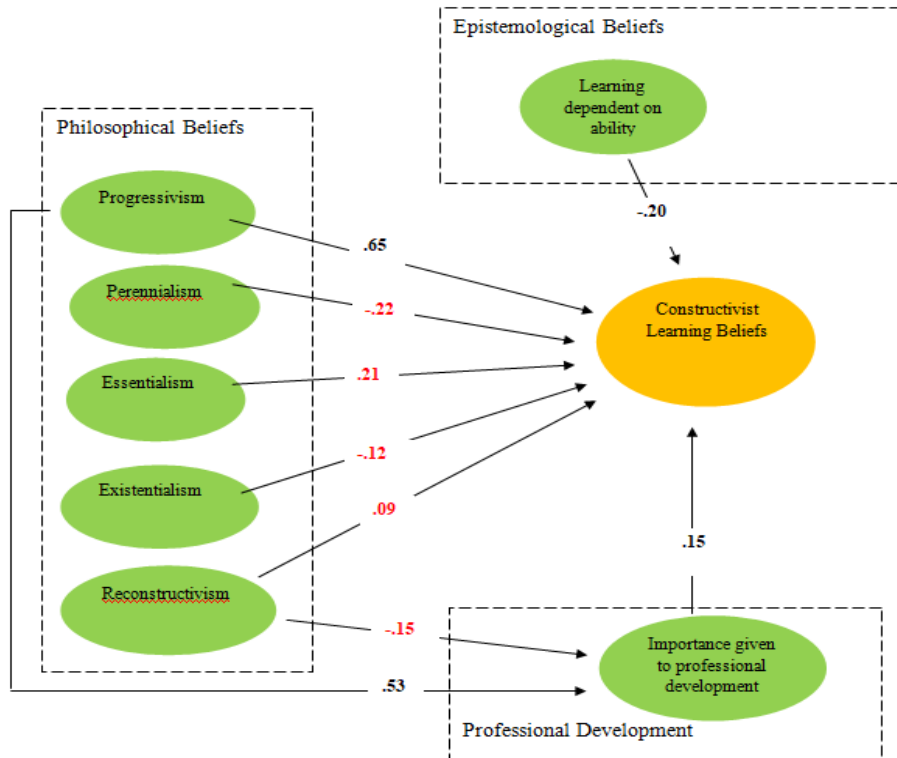 Epistemological Beliefs
Learning
dependent on
ability
Philosophical Beliefs
Progressivism
-.20
.65
Perennialism
-.22
Constructivist
Learning Beliefs
Essentialism
.21
-.12
Existentialism
.09
.15
Reconstructivism
-.15
Importance given
to professional
development
.53
Professional Development